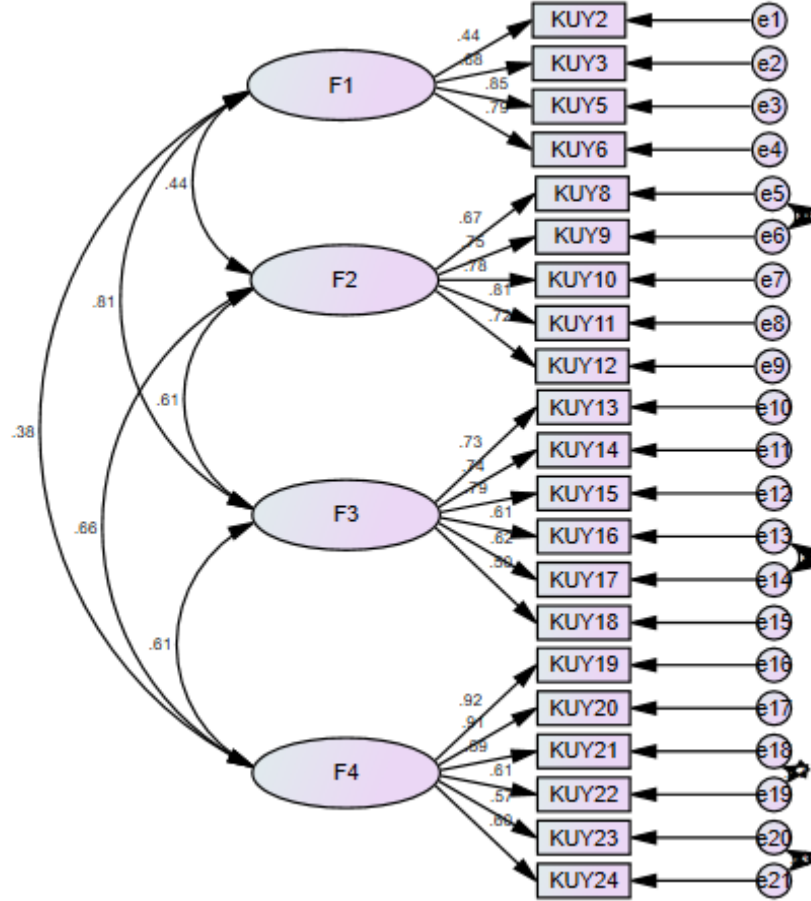 KUY2 e1
.44
KUY3 e2
F1
.85
KUY5 e3
.79
KUY6 e4
.44
KUY8 e5
.67
KUY9 e6
.75
.78
F2
KUY10 e7
.81
.81
KUY11 e8
.72
KUY12 e9
.61
KUY13 e10
.38
.73
KUY14 e11
.74
.79
KUY15 e12
F3
.61
KUY16 e13
.66
.62
KUY17 e14
KUY18 e15
.61
KUY19 e16
.92
KUY20 e17
.91
KUY21 e18
F4
.61
KUY22 e19
.57
KUY23 e20
KUY24 e21